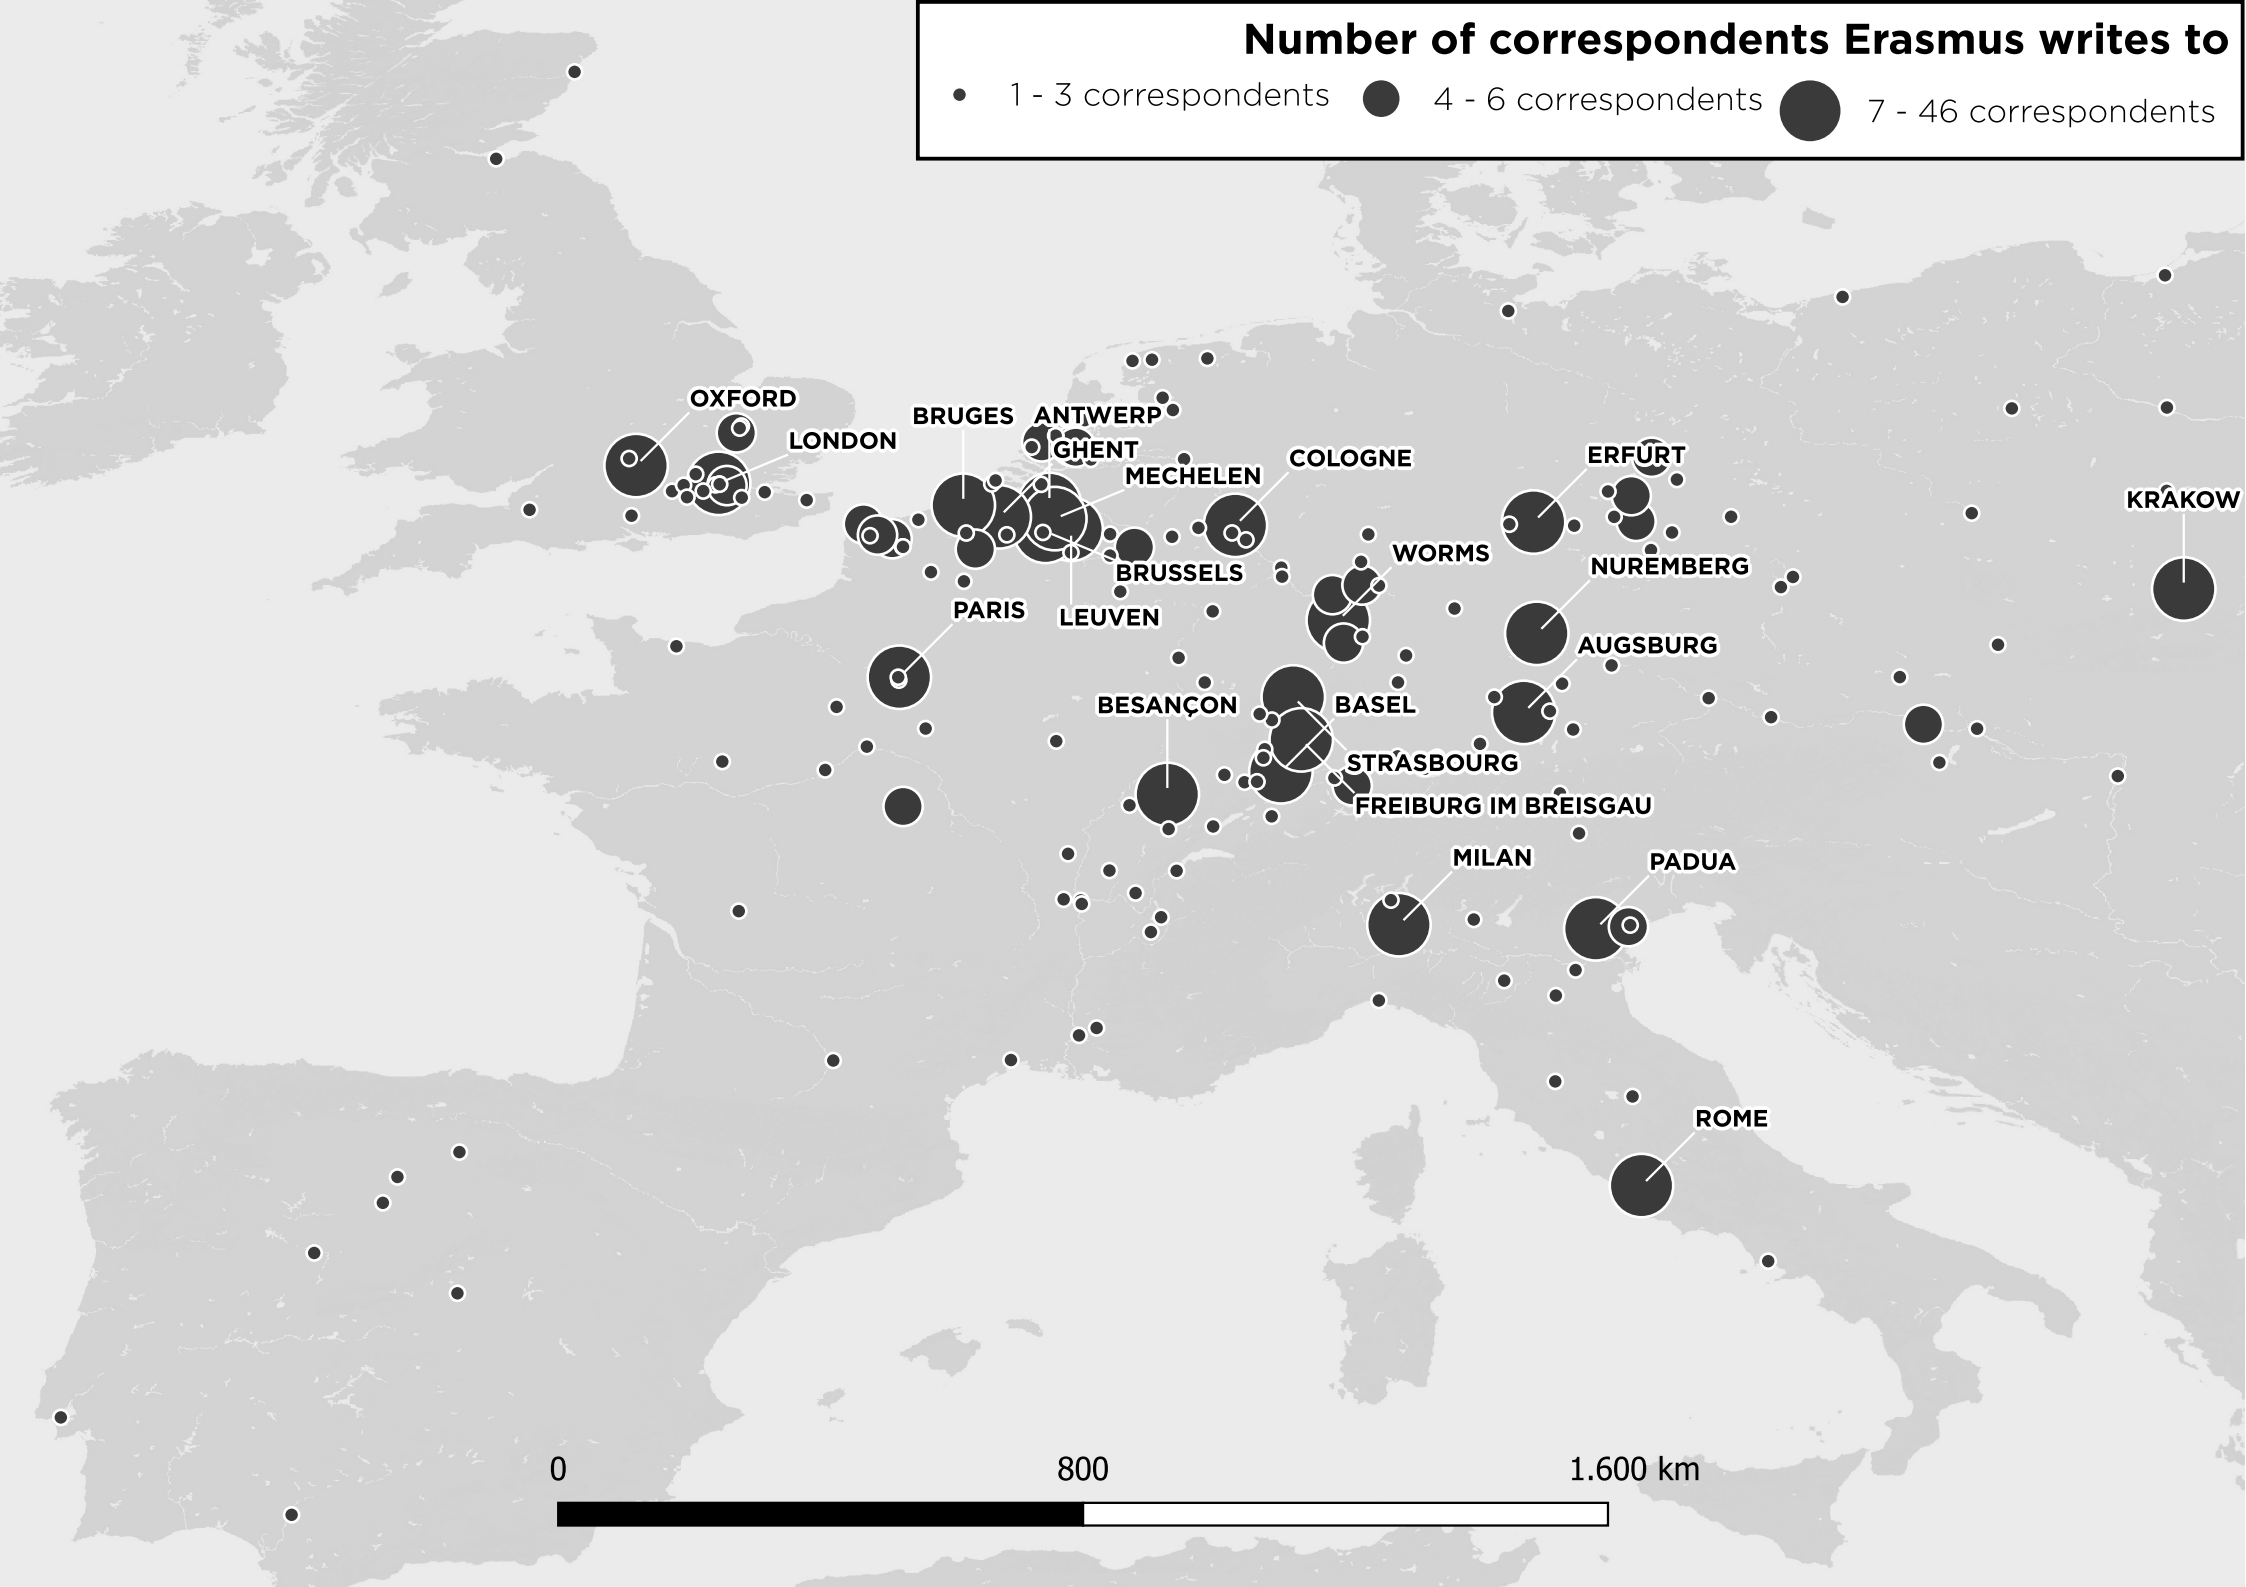 Number of correspondents Erasmus writes to
1 - 3 correspondents
4 - 6 correspondents
7 - 46 correspondents
OXFORD
LONDON
BRUGES
ANTWERP
GHENT
MECHELEN
COLOGNE
ERFURT
KRAKOW
WORMS
NUREMBERG
BRUSSELS
PARIS
LEUVEN
AUGSBURG
BESANÇON
BASEL
STRASBOURG
FREIBURG IM BREISGAU
MILAN
PADUA
ROME
0
800
1.600 km